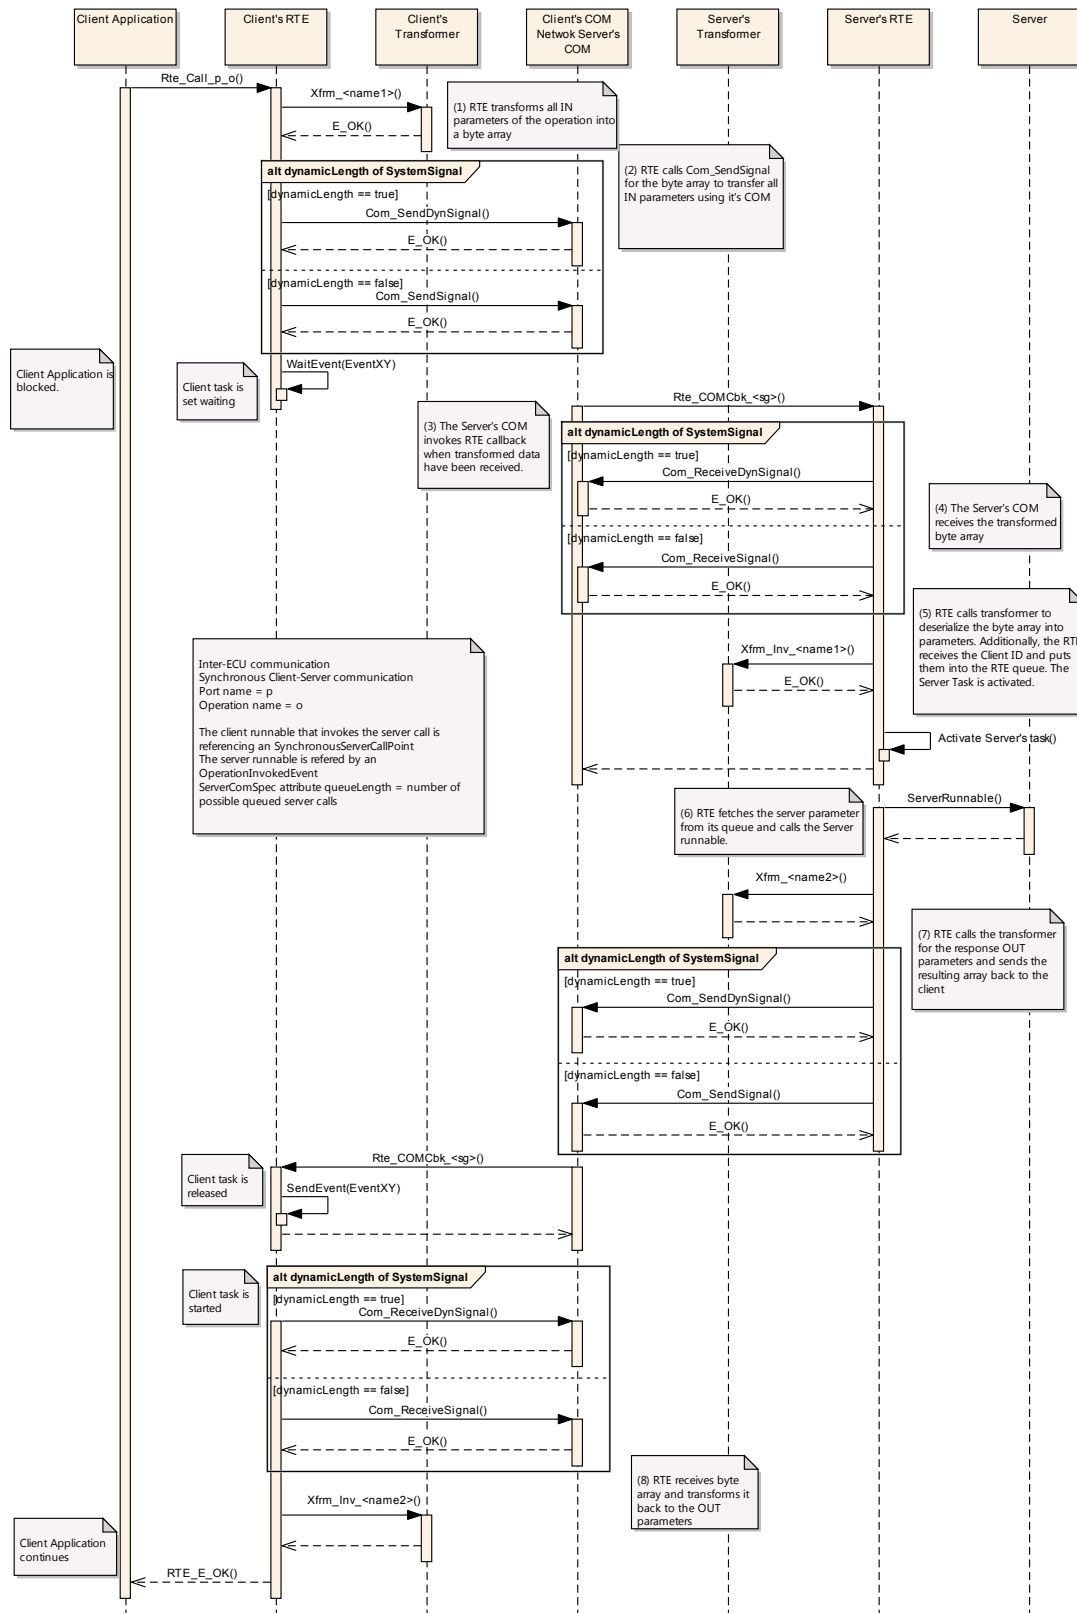 Client Application
Client's RTE
Client's
Transformer
Client's COM
Netwok Server's
COM
Server's
Transformer
Server's RTE
Server
Rte_Call_p_o()
Xfrm_<name1>()
E_OK()
(1) RTE transforms all IN
parameters of the operation into
a byte array
(2) RTE calls Com_SendSignal
for the byte array to transfer all
IN parameters using it's COM
alt dynamicLength of SystemSignal
[dynamicLength == true]
Com_SendDynSignal()
E_OK()
[dynamicLength == false]
Com_SendSignal()
E_OK()
Client Application is
blocked.
Client task is
set waiting
WaitEvent(EventXY)
(3) The Server's COM
invokes RTE callback
when transformed data
have been received.
Rte_COMCbk_<sg>()
alt dynamicLength of SystemSignal
[dynamicLength == true]
Com_ReceiveDynSignal()
E_OK()
[dynamicLength == false]
Com_ReceiveSignal()
E_OK()
(4) The Server's COM
receives the transformed
byte array
(5) RTE calls transformer to
deserialize the byte array into
parameters. Additionally, the RTE
receives the Client ID and puts
them into the RTE queue. The
Server Task is activated.
Inter-ECU communication
Synchronous Client-Server communication
Port name = p
Operation name = o
The client runnable that invokes the server call is
referencing an SynchronousServerCallPoint
The server runnable is refered by an
OperationInvokedEvent
ServerComSpec attribute queueLength = number of
possible queued server calls
Xfrm_Inv_<name1>()
E_OK()
Activate Server's task()
(6) RTE fetches the server parameter
from its queue and calls the Server
runnable.
ServerRunnable()
Xfrm_<name2>()
(7) RTE calls the transformer
for the response OUT
parameters and sends the
resulting array back to the
client
alt dynamicLength of SystemSignal
[dynamicLength == true]
Com_SendDynSignal()
E_OK()
[dynamicLength == false]
Com_SendSignal()
E_OK()
Client task is
released
Rte_COMCbk_<sg>()
SendEvent(EventXY)
Client task is
started
alt dynamicLength of SystemSignal
[dynamicLength == true]
Com_ReceiveDynSignal()
E_OK()
[dynamicLength == false]
Com_ReceiveSignal()
E_OK()
(8) RTE receives byte
array and transforms it
back to the OUT
parameters
Xfrm_Inv_<name2>()
Client Application
continues
RTE_E_OK()